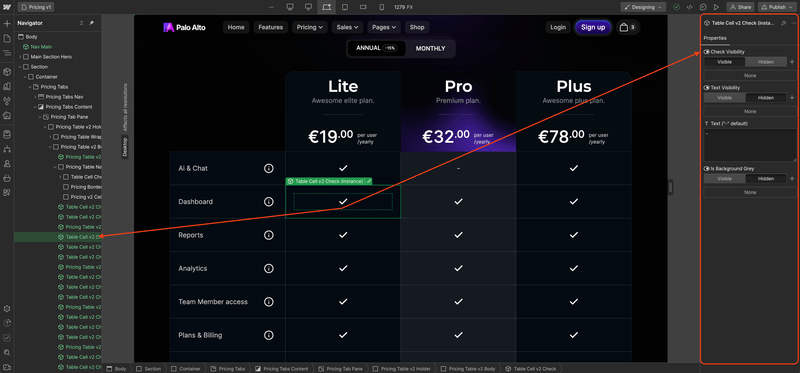 Pricing v1
1279 PX
Designing
Share
Publish
Navigator
Body
Nav Main
Main Section Hero
Section
Container
Pricing Tabs
Pricing Tabs Nav
Pricing Tabs Content
Pricing Tab Pane
Pricing Table v2 Hold
Pricing Table Wrap
Pricing Table v2 Bo
Pricing Table v2
Pricing Table Na
Table Cell Che
Pricing Border
Pricing v2 Cel
Table Cell v2 Ch
Table Cell v2 Ch
Pricing Table v2
Table Cell v2 Ch
Table Cell v2 Ch
Table Cell v2 Ch
Pricing Table v2
Table Cell v2 Ch
Table Cell v2 Ch
Table Cell v2 Ch
Pricing Table v2
Table Cell v2 Ch
Table Cell v2 Ch
Table Cell v2 Ch
Pricing Table v2
Table Cell v2 Ch
Table Cell v2 Ch
Desktop Affects all resolutions
Palo Alto
Home
Features
Pricing
Sales
Pages
Shop
Login
Sign up
3
ANNUAL -15%
MONTHLY
Lite
Awesome elite plan.
€19.00 per user /yearly
Pro
Premium plan.
€32.00 per user /yearly
Plus
Awesome plus plan.
€78.00 per user /yearly
Ai & Chat
-
Table Cell v2 Check (Instance)
Dashboard
Reports
Analytics
Team Member access
Plans & Billing
Body
Section
Container
Pricing Tabs
Pricing Tabs Content
Pricing Tab Pane
Pricing Table v2 Holder
Pricing Table v2 Body
Table Cell v2 Check
Table Cell v2 Check (Insta...
Properties
Check Visibility
Visible
Hidden
None
Text Visibility
Visible
Hidden
None
Text ("-" default)
-
Is Background Grey
Visible
Hidden
None